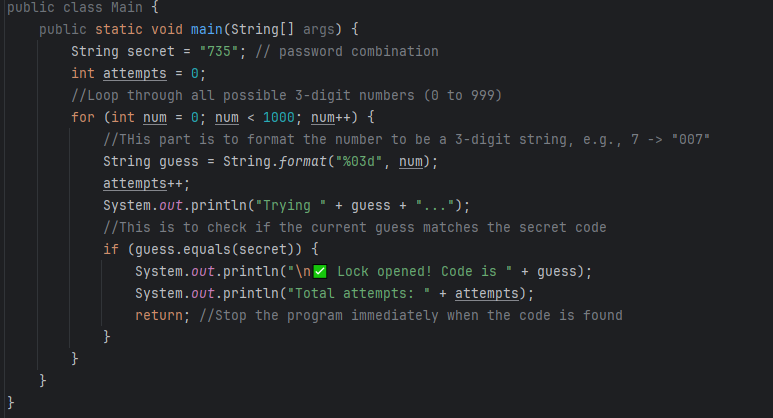 public class Main {
    public static void main(String[] args) {
        String secret = "735"; // password combination
        int attempts = 0;
        //Loop through all possible 3-digit numbers (0 to 999)
        for (int num = 0; num < 1000; num++) {
            //THis part is to format the number to be a 3-digit string, e.g., 7 -> "007"
            String guess = String.format("%03d", num);
            attempts++;
            System.out.println("Trying " + guess + "...");
            //This is to check if the current guess matches the secret code
            if (guess.equals(secret)) {
                System.out.println("\n✅ Lock opened! Code is " + guess);
                System.out.println("Total attempts: " + attempts);
                return; //Stop the program immediately when the code is found
            }
        }
    }
}